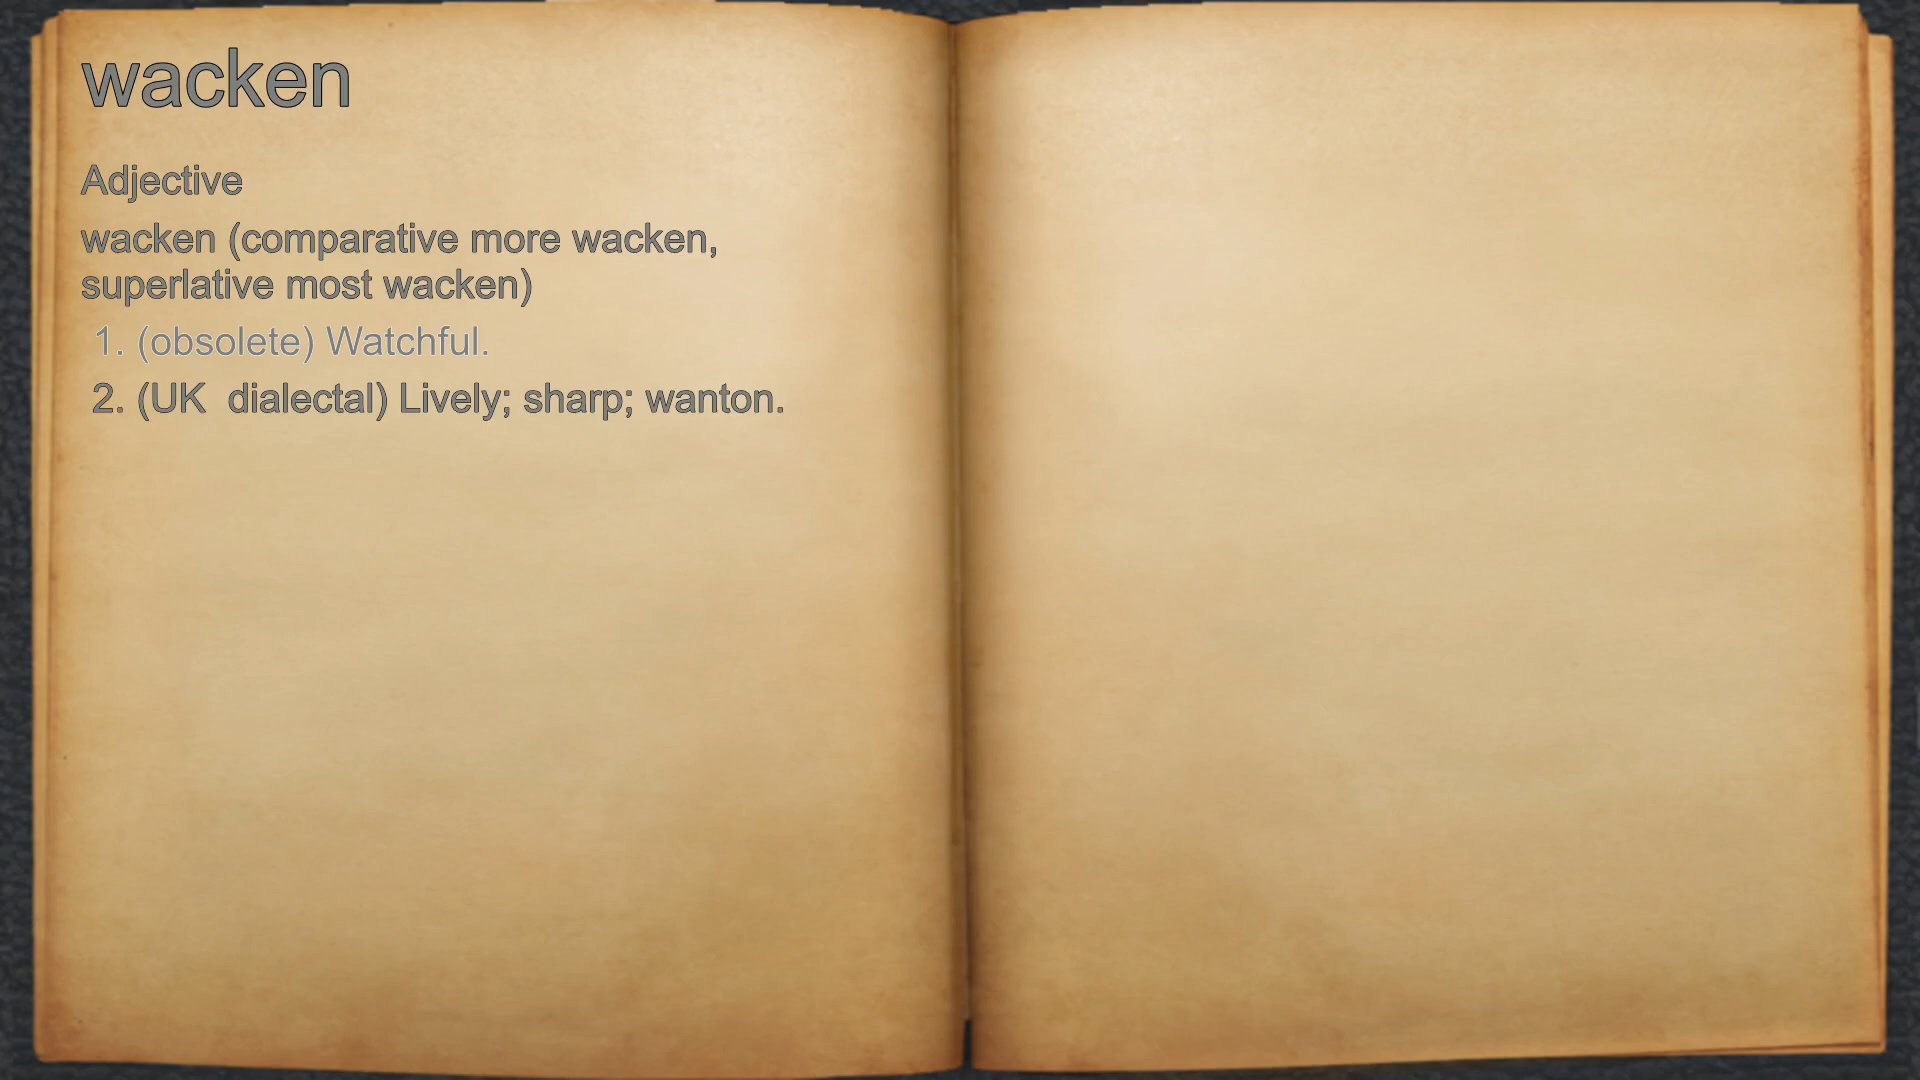 wacken
Adjective
wacken (comparative more wacken,
superlative most wacken)
1. (obsolete) Watchful.
2. (UK  dialectal) Lively; sharp; wanton.